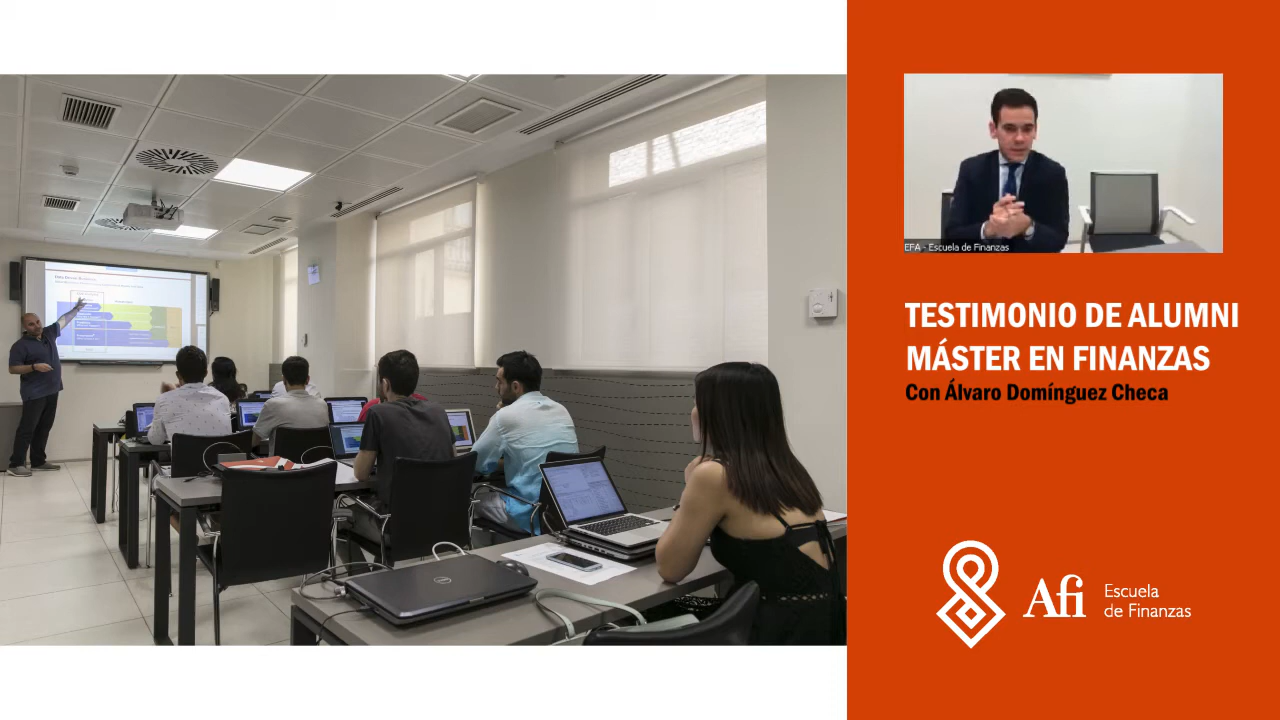 EFA - Escuela de Finanzas
TESTIMONIO DE ALUMNI
MÁSTER EN FINANZAS
Con Álvaro Domínguez Checa
Afi
Escuela
de Finanzas